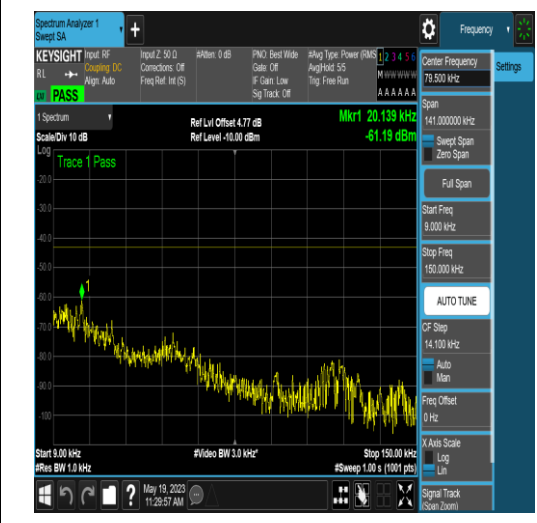 Spectrum Analyzer 1
Swept SA
+
Frequency
KEYSIGHT
Input: RF
Input Z: 50 Ω
#Atten: 0 dB
PNO: Best Wide
#Avg Type: Power (RMS
1 2 3 4 5 6
RL
Coupling: DC
Corrections: Off
Gate: Off
Avg|Hold: 5/5
M W W W W W
Align: Auto
Freq Ref: Int (S)
IF Gain: Low
Trig: Free Run
PASS
Sig Track: Off
A A A A A A
1 Spectrum
Ref Lvl Offset 4.77 dB
Mkr1 20.139 kHz
Scale/Div 10 dB
Ref Level -10.00 dBm
-61.19 dBm
Log
Trace 1 Pass
-20.0
-30.0
-40.0
-50.0
-60.0
-70.0
-80.0
-90.0
-100
1
Start 9.00 kHz
#Video BW 3.0 kHz*
Stop 150.00 kHz
#Res BW 1.0 kHz
#Sweep 1.00 s (1001 pts)
?
May 19, 2023
11:29:57 AM
Center Frequency
79.500 kHz
Settings
Span
141.000000 kHz
Swept Span
Zero Span
Full Span
Start Freq
9.000 kHz
Stop Freq
150.000 kHz
AUTO TUNE
CF Step
14.100 kHz
Auto
Man
Freq Offset
0 Hz
X Axis Scale
Log
Lin
Signal Track
(Span Zoom)